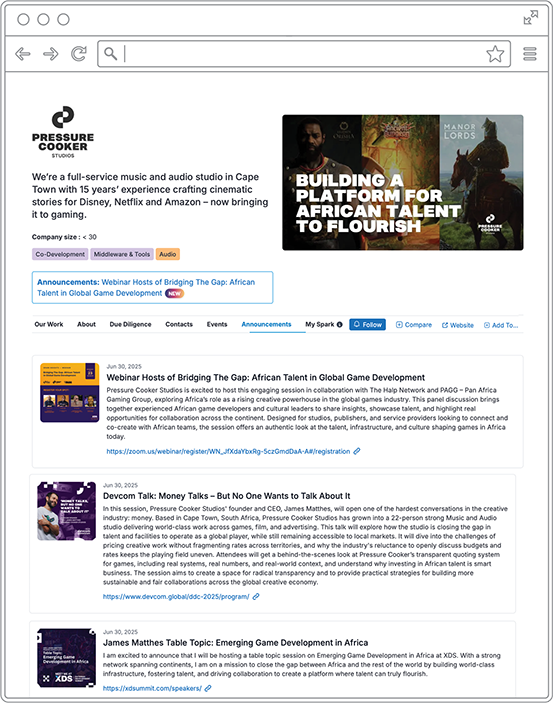 PRESSURE
COOKER
STUDIOS
We're a full-service music and audio studio in Cape
Town with 15 years' experience crafting cinematic
stories for Disney, Netflix and Amazon – now bringing
it to gaming.
Company size : < 30
Co-Development
Middleware & Tools
Audio
Announcements: Webinar Hosts of Bridging The Gap: African
Talent in Global Game Development NEW
MANOR
LORDS
BUILDING A
PLATFORM FOR
AFRICAN TALENT
TO FLOURISH
PRESSURE
COOKER
Our Work
About
Due Diligence
Contacts
Events
Announcements
My Spark
Follow
Compare
Website
Add To...
Jun 30, 2025
Webinar Hosts of Bridging The Gap: African Talent in Global Game Development
Pressure Cooker Studios is excited to host this engaging session in collaboration with The Halp Network and PAGG – Pan Africa
Gaming Group, exploring Africa's role as a rising creative powerhouse in the global games industry. This panel discussion brings
together experienced African game developers and cultural leaders to share insights, showcase talent, and highlight real
opportunities for collaboration across the continent. Designed for studios, publishers, and service providers looking to connect and
co-create with African teams, the session offers an authentic look at the talent, infrastructure, and culture shaping games in Africa
today.
https://zoom.us/webinar/register/WN_JfXdaYbxRg-5czGmdDaA-A#/registration
"MONEY TALKS,
BUT NO ONE
WANTS TO TALK
ABOUT IT"
Jun 30, 2025
Devcom Talk: Money Talks – But No One Wants to Talk About It
In this session, Pressure Cooker Studios' founder and CEO, James Matthes, will open one of the hardest conversations in the creative
industry: money. Based in Cape Town, South Africa, Pressure Cooker Studios has grown into a 22-person strong Music and Audio
studio delivering world-class work across games, film, and advertising. This talk will explore how the studio is closing the gap in
talent and facilities to operate as a global player, while still remaining accessible to local markets. It will dive into the challenges of
pricing creative work without fragmenting rates across territories, and why the industry's reluctance to openly discuss budgets and
rates keeps the playing field uneven. Attendees will get a behind-the-scenes look at Pressure Cooker's transparent quoting system
for games, including real systems, real numbers, and real-world context, and understand why investing in African talent is smart
business. The session aims to create a space for radical transparency and to provide practical strategies for building more
sustainable and fair collaborations across the global creative economy.
https://www.devcom.global/ddc-2025/program/
Emerging Game
Development
in Africa
MEET US AT
XDS
Jun 30, 2025
James Matthes Table Topic: Emerging Game Development in Africa
I am excited to announce that I will be hosting a table topic session on Emerging Game Development in Africa at XDS. With a strong
network spanning continents, I am on a mission to close the gap between Africa and the rest of the world by building world-class
infrastructure, fostering talent, and driving collaboration to create a platform where talent can truly flourish.
https://xdsummit.com/speakers/